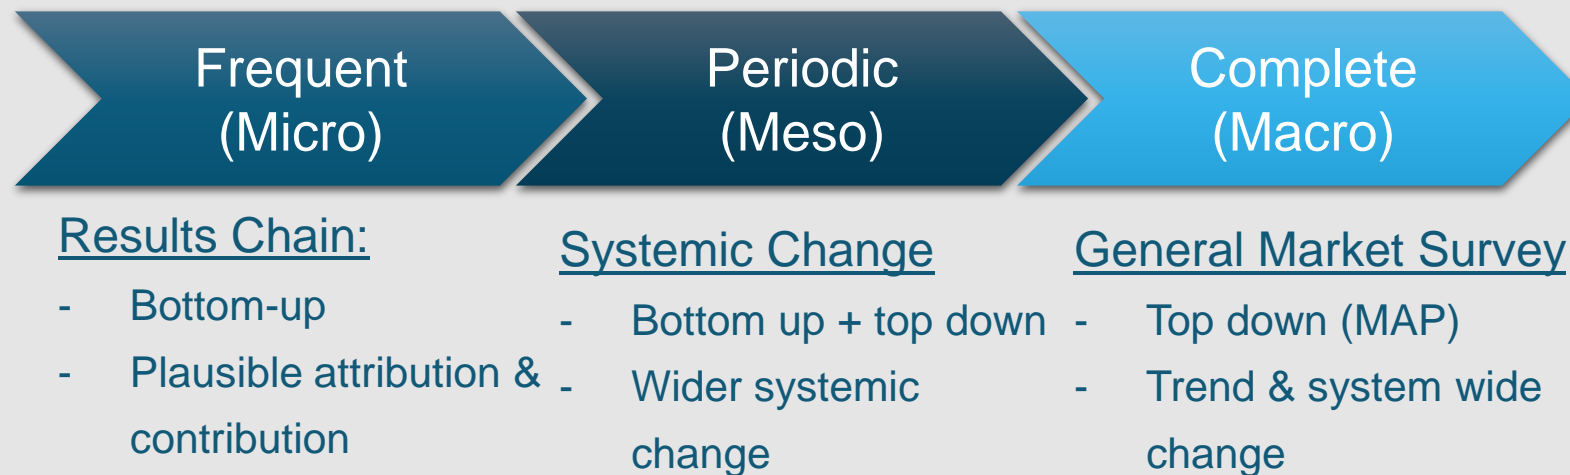 Frequent
(Micro)
Periodic
(Meso)
Complete
(Macro)
Results Chain:
- Bottom-up
- Plausible attribution &
contribution
Systemic Change
- Bottom up + top down
- Wider systemic
change
General Market Survey
- Top down (MAP)
- Trend & system wide
change